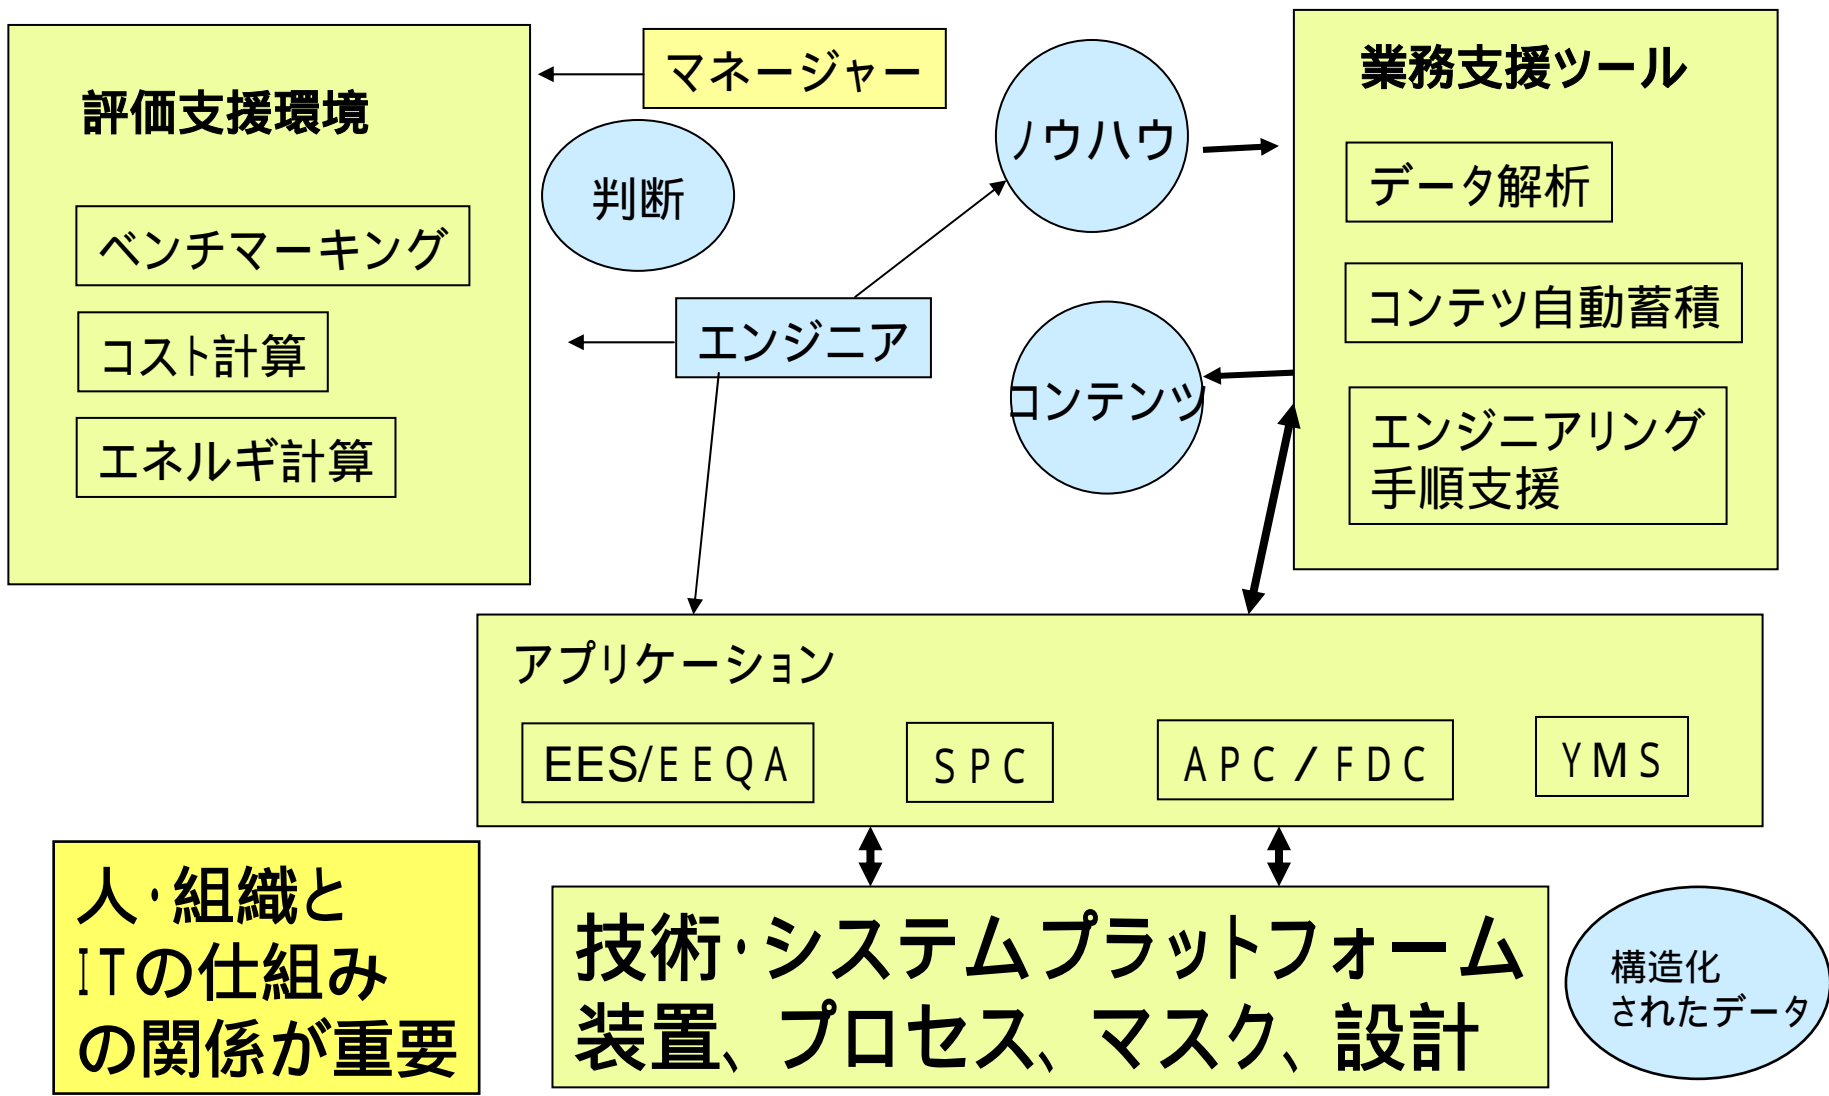 評価支援環境
ベンチマーキング
コスト計算
エネルギ計算
マネージャー
判断
エンジニア
ノウハウ
コンテンツ
業務支援ツール
データ解析
コンテツ自動蓄積
エンジニアリング
手順支援
アプリケーション
EES/ＥＥＱＡ
ＳＰＣ
ＡＰＣ／ＦＤＣ
ＹＭＳ
人・組織と
ＩＴの仕組み
の関係が重要
技術・システムプラットフォーム
装置、プロセス、マスク、設計
構造化
されたデータ